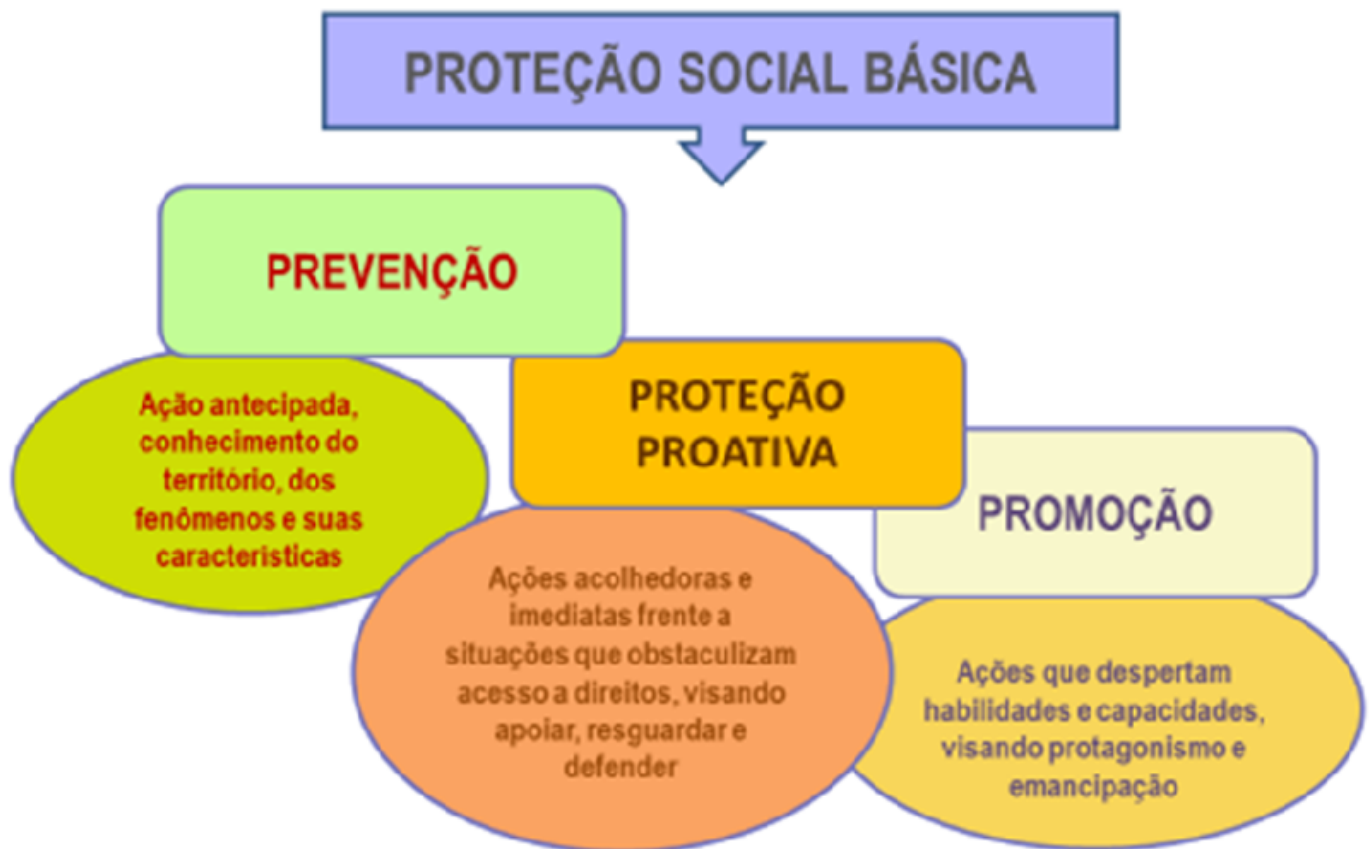 PROTEÇÃO SOCIAL BÁSICA
PREVENÇÃO
Ação antecipada,
conhecimento do
território, dos
fenômenos e suas
características
PROTEÇÃO
PROATIVA
Ações acolhedoras e
imediatas frente a
situações que obstaculizam
acesso a direitos, visando
apoiar, resguardar e
defender
PROMOÇÃO
Ações que despertam
habilidades e capacidades,
visando protagonismo e
emancipação